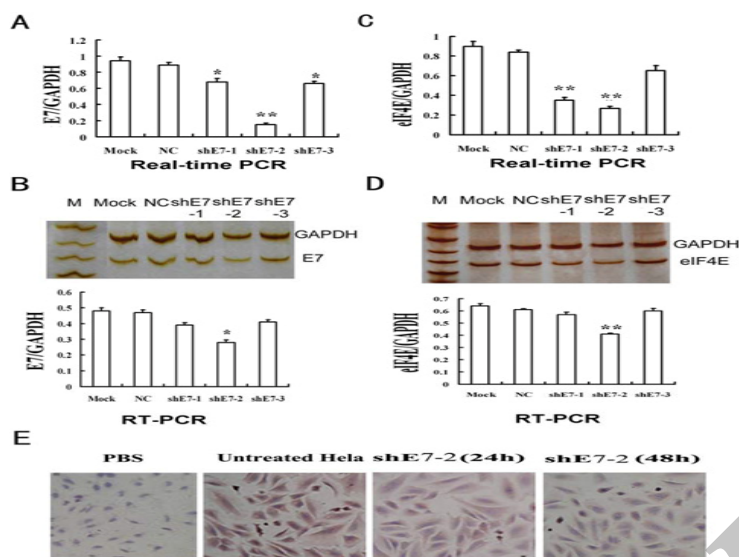 A
E7/GAPDH
1.2
1
0.8
0.6
0.4
0.2
0
*
**
*
Mock NC shE7-1 shE7-2 shE7-3
Real-time PCR
C
eIF4E/GAPDH
1
0.8
0.6
0.4
0.2
0
**
**
Mock NC shE7-1 shE7-2 shE7-3
Real-time PCR
B
M Mock NC shE7 shE7 shE7
-1 -2 -3
GAPDH
E7
E7/GAPDH
0.6
0.5
0.4
0.3
0.2
0.1
0
*
Mock NC shE7-1 shE7-2 shE7-3
RT-PCR
D
M Mock NC shE7 shE7 shE7
-1 -2 -3
GAPDH
eIF4E
eIF4E/GAPDH
0.7
0.6
0.5
0.4
0.3
0.2
0.1
0
**
Mock NC shE7-1 shE7-2 shE7-3
RT-PCR
E
PBS Untreated Hela shE7-2 (24h) shE7-2 (48h)